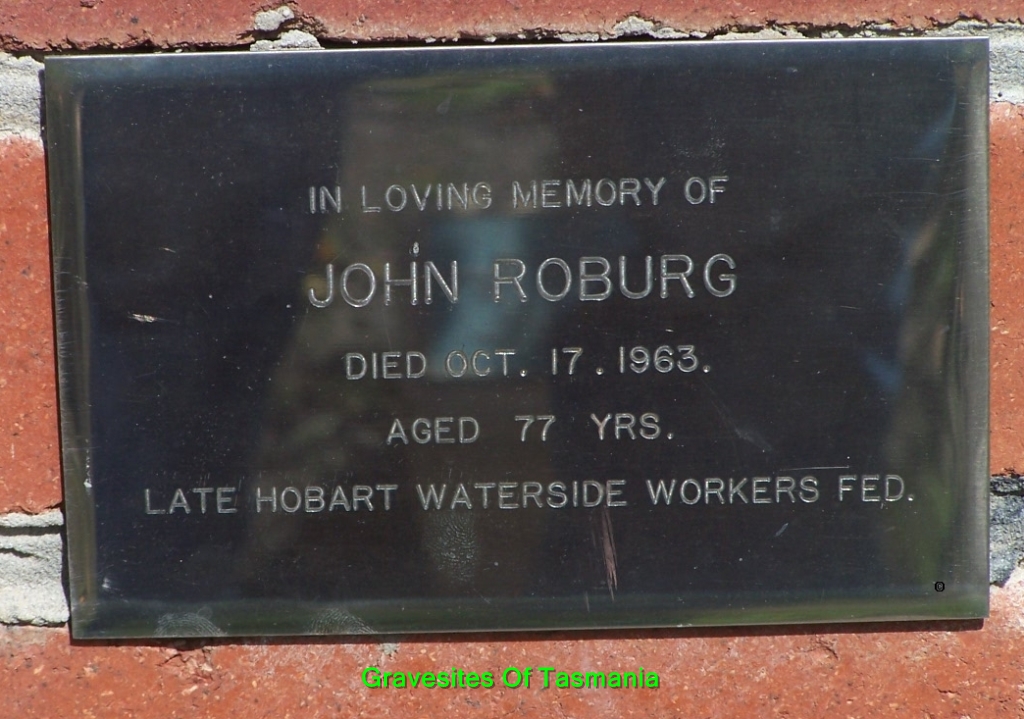 IN LOVING MEMORY OF
JOHN ROBURG
DIED OCT. 17. 1963.
AGED 77 YRS.
LATE HOBART WATERSIDE WORKERS FED.
Gravesites Of Tasmania